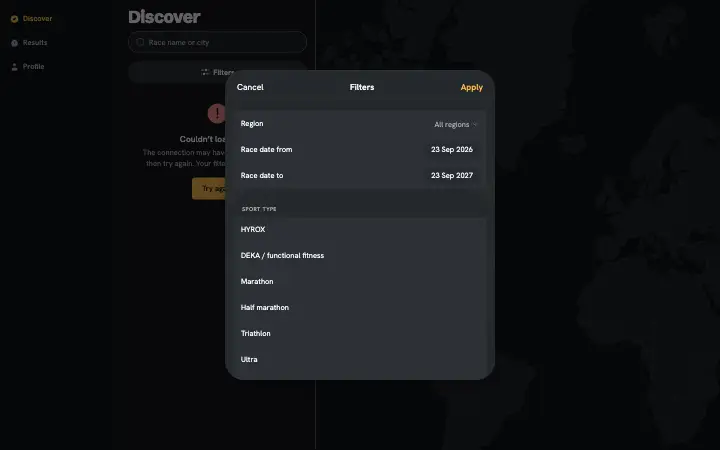 Discover
Results
Profile
Discover
Race name or city
Filters
Couldn't loa
The connection may hav
then try again. Your filte
Try aga
Cancel
Filters
Apply
Region
All regions
Race date from
23 Sep 2026
Race date to
23 Sep 2027
SPORT TYPE
HYROX
DEKA / functional fitness
Marathon
Half marathon
Triathlon
Ultra